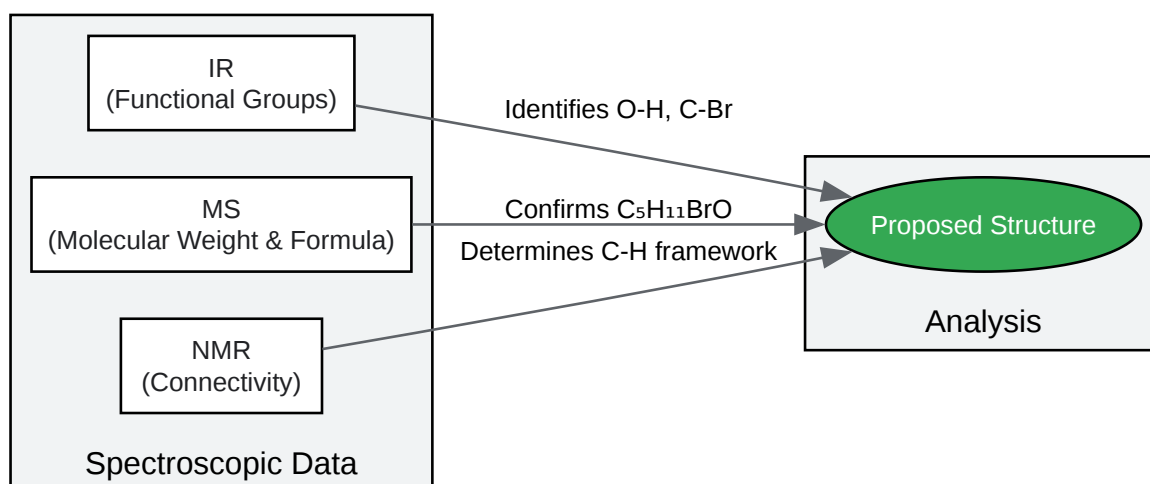 IR
(Functional Groups)
Identifies O-H, C-Br
MS
(Molecular Weight & Formula)
Confirms C₅H₁₁BrO
Proposed Structure
Determines C-H framework
Analysis
NMR
(Connectivity)
Spectroscopic Data